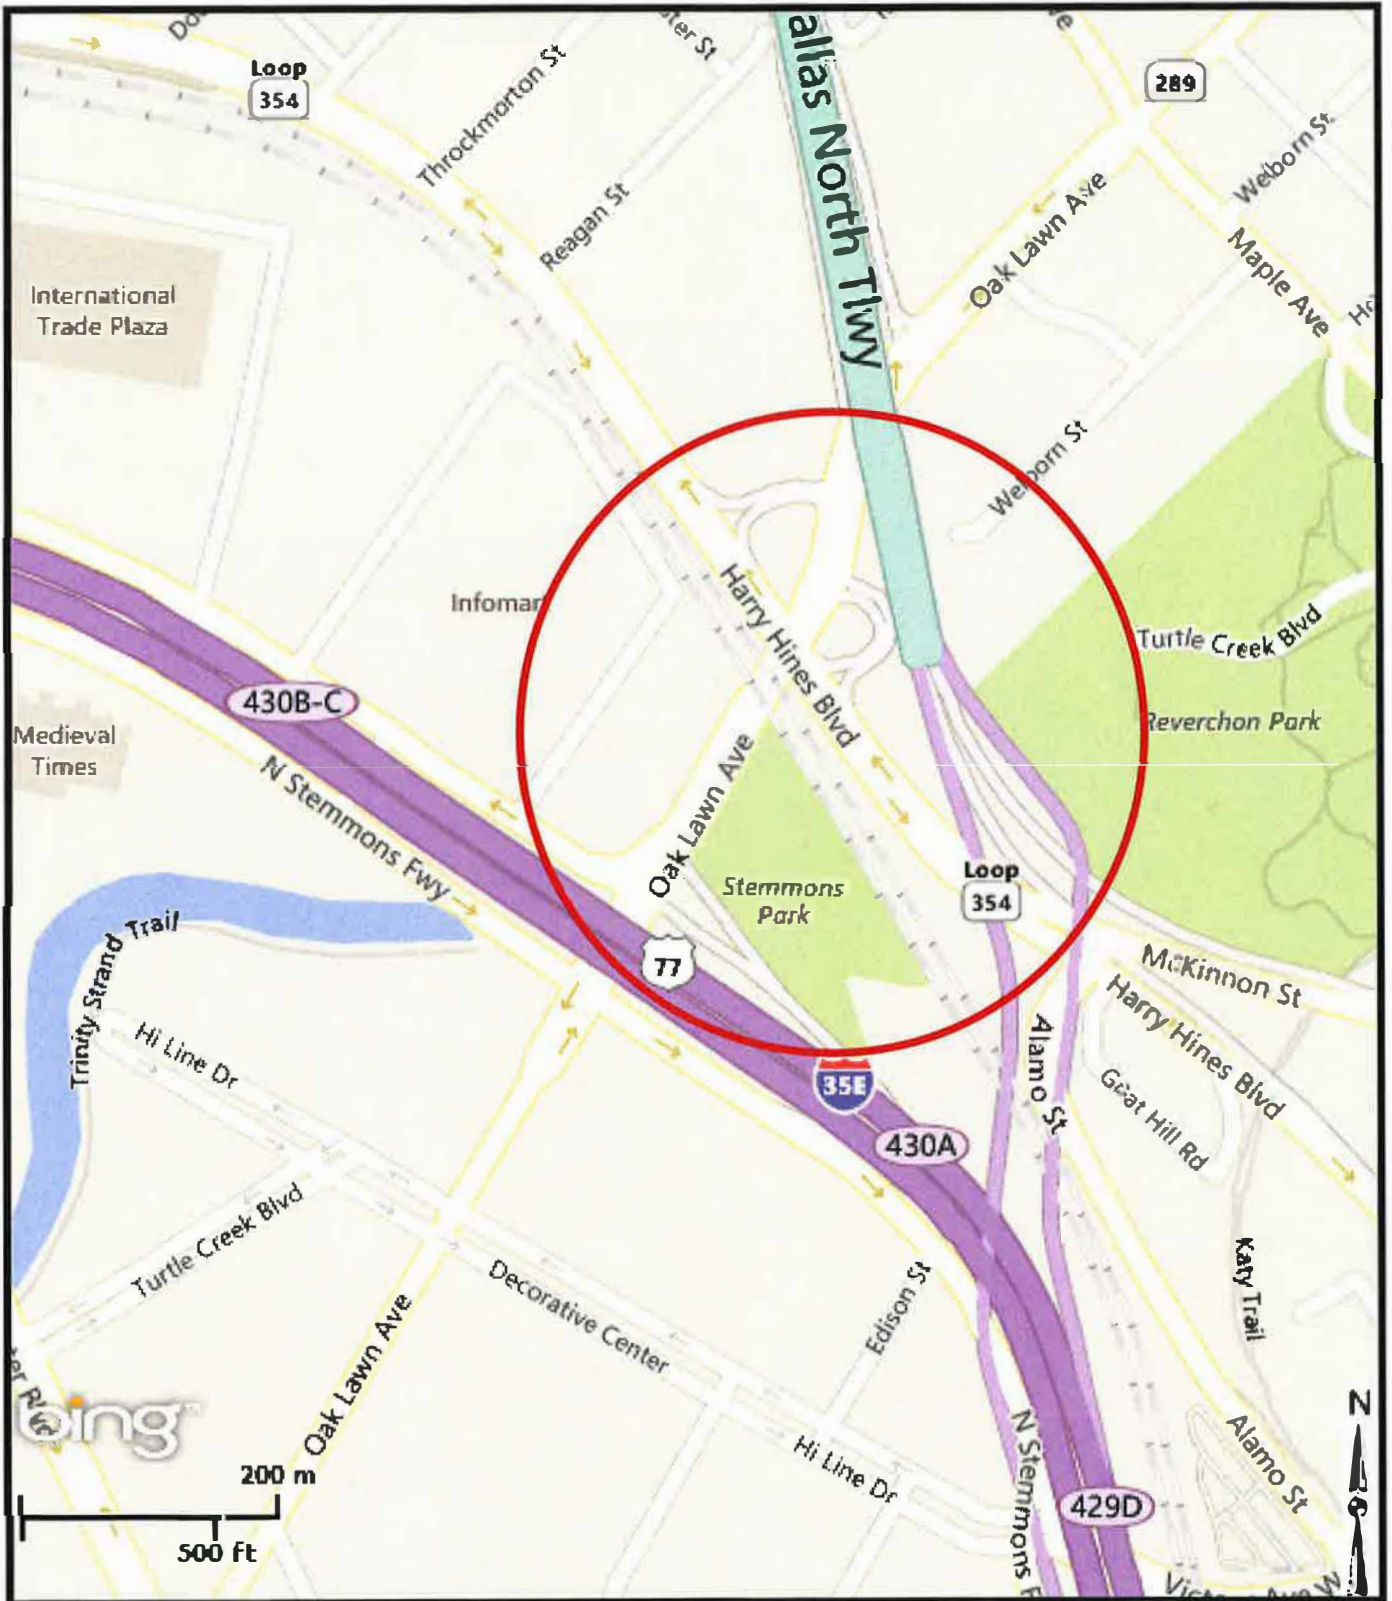 Loop
354
289
Throckmorton St
Reagan St
allas North Tlwy
Oak Lawn Ave
Welborn St
Maple Ave
International
Trade Plaza
Welborn St
Infomar
Harry Hines Blvd
Turtle Creek Blvd
Reverchon Park
430B-C
Medieval
Times
N Stemmons Fwy
Oak Lawn Ave
Stemmons
Park
Loop
354
77
McKinnon St
Harry Hines Blvd
Trinity Strand Trail
Hi Line Dr
Alamo St
Goat Hill Rd
35E
430A
Turtle Creek Blvd
Decorative Center
Edison St
Katy Trail
Oak Lawn Ave
bing
200 m
500 ft
Hi Line Dr
N Stemmons F
429D
Alamo St
N